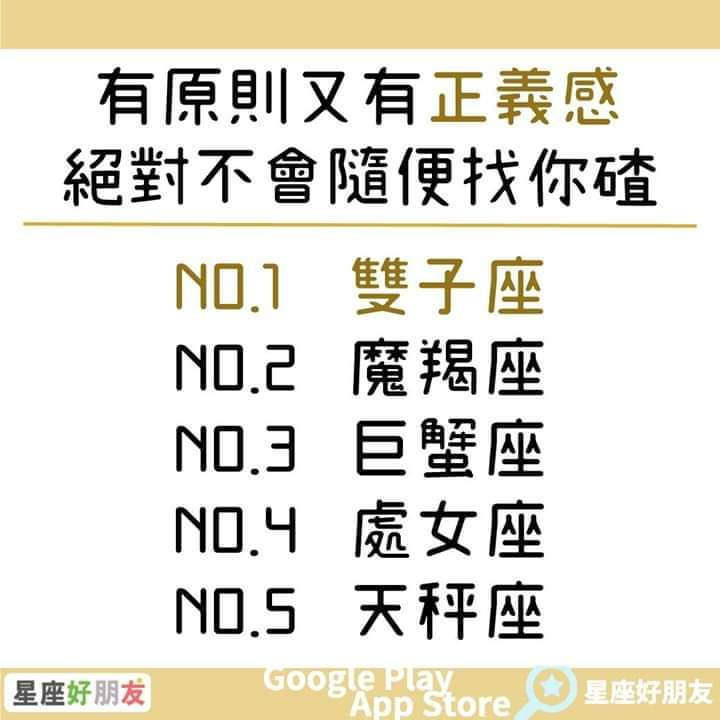 有原則又有正義感
絕對不會隨便找你碴
NO.1 雙子座
NO.2 魔羯座
NO.3 巨蟹座
NO.4 處女座
NO.5 天秤座
星座好朋友
Google Play
App Store
星座好朋友